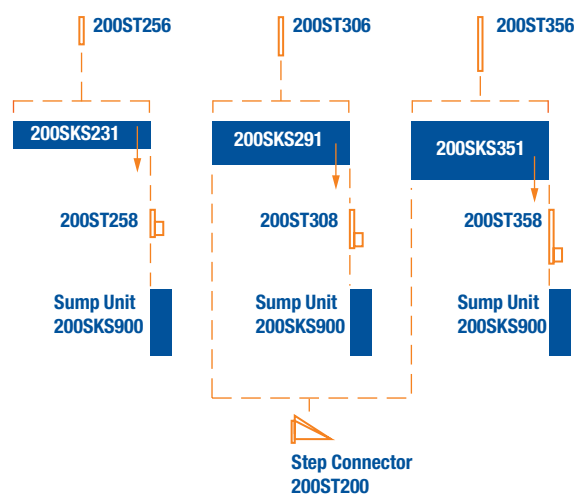 200ST256
200ST306
200ST356
200SKS231
200SKS291
200SKS351
200ST258
200ST308
200ST358
Sump Unit
200SKS900
Sump Unit
200SKS900
Sump Unit
200SKS900
Step Connector
200ST200